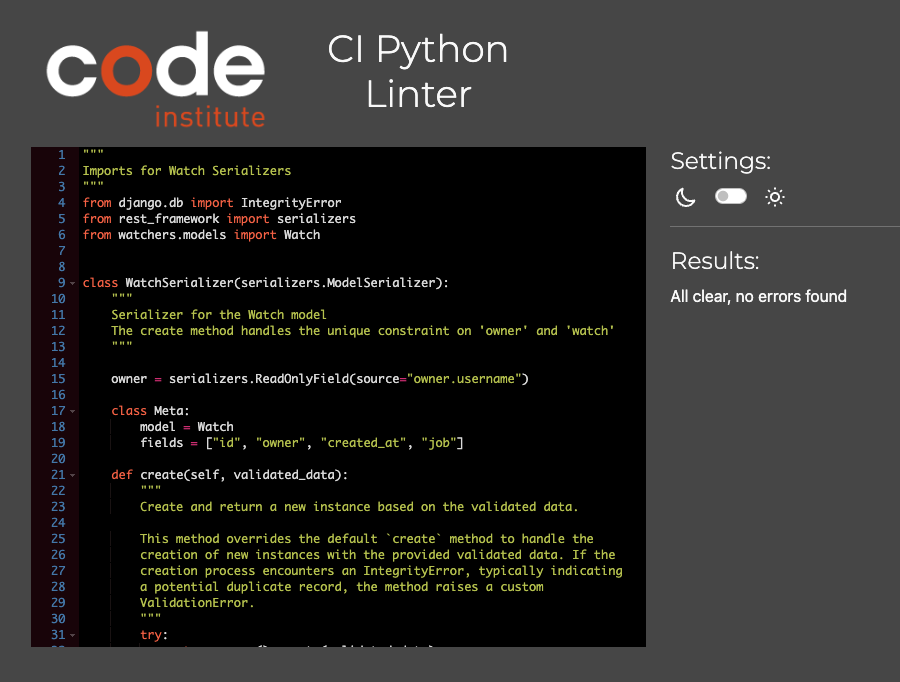 code
institute
CI Python
Linter
1 """
2 Imports for Watch Serializers
3 """
4 from django.db import IntegrityError
5 from rest_framework import serializers
6 from watchers.models import Watch
7
8
9 class WatchSerializer(serializers.ModelSerializer):
10 """
11 Serializer for the Watch model
12 The create method handles the unique constraint on 'owner' and 'watch'
13 """
14
15 owner = serializers.ReadOnlyField(source="owner.username")
16
17 class Meta:
18 model = Watch
19 fields = ["id", "owner", "created_at", "job"]
20
21 def create(self, validated_data):
22 """
23 Create and return a new instance based on the validated data.
24
25 This method overrides the default `create` method to handle the
26 creation of new instances with the provided validated data. If the
27 creation process encounters an IntegrityError, typically indicating
28 a potential duplicate record, the method raises a custom
29 ValidationError.
30 """
31 try:
Settings:
Results:
All clear, no errors found